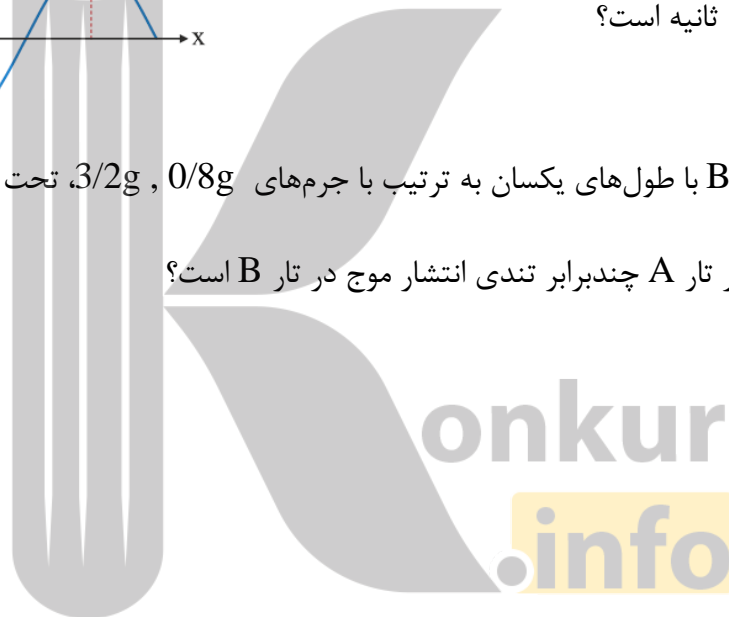 ثانیه است؟
X
B با طول‌های یکسان به ترتیب با جرم‌های 0/8g , 3/2g، تحت
تار A چندبرابر تندی انتشار موج در تار B است؟
onkur
.info